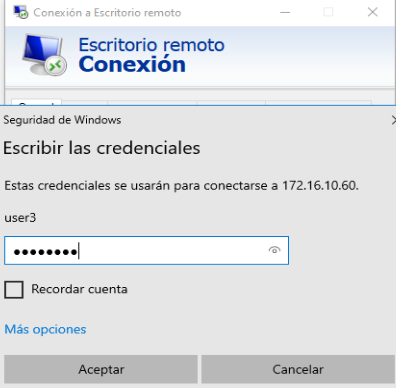 Conexión a Escritorio remoto
Escritorio remoto
Conexión
Seguridad de Windows
Escribir las credenciales
Estas credenciales se usarán para conectarse a 172.16.10.60.
user3
●●●●●●●●
Recordar cuenta
Más opciones
Aceptar
Cancelar